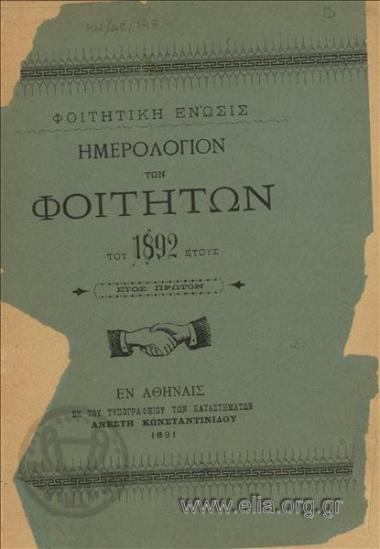 ΦΟΙΤΗΤΙΚΗ ΕΝΩΣΙΣ
ΗΜΕΡΟΛΟΓΙΟΝ
ΤΩΝ
ΦΟΙΤΗΤΩΝ
ΤΟΥ 1892 ΕΤΟΥΣ
ΕΤΟΣ ΠΡΩΤΟΝ
ΕΝ ΑΘΗΝΑΙΣ
ΕΚ ΤΟΥ ΤΥΠΟΓΡΑΦΕΙΟΥ ΤΩΝ ΚΑΤΑΣΤΗΜΑΤΩΝ
ΑΝΕΣΤΗ ΚΩΝΣΤΑΝΤΙΝΙΔΟΥ
1891
www.elia.org.gr